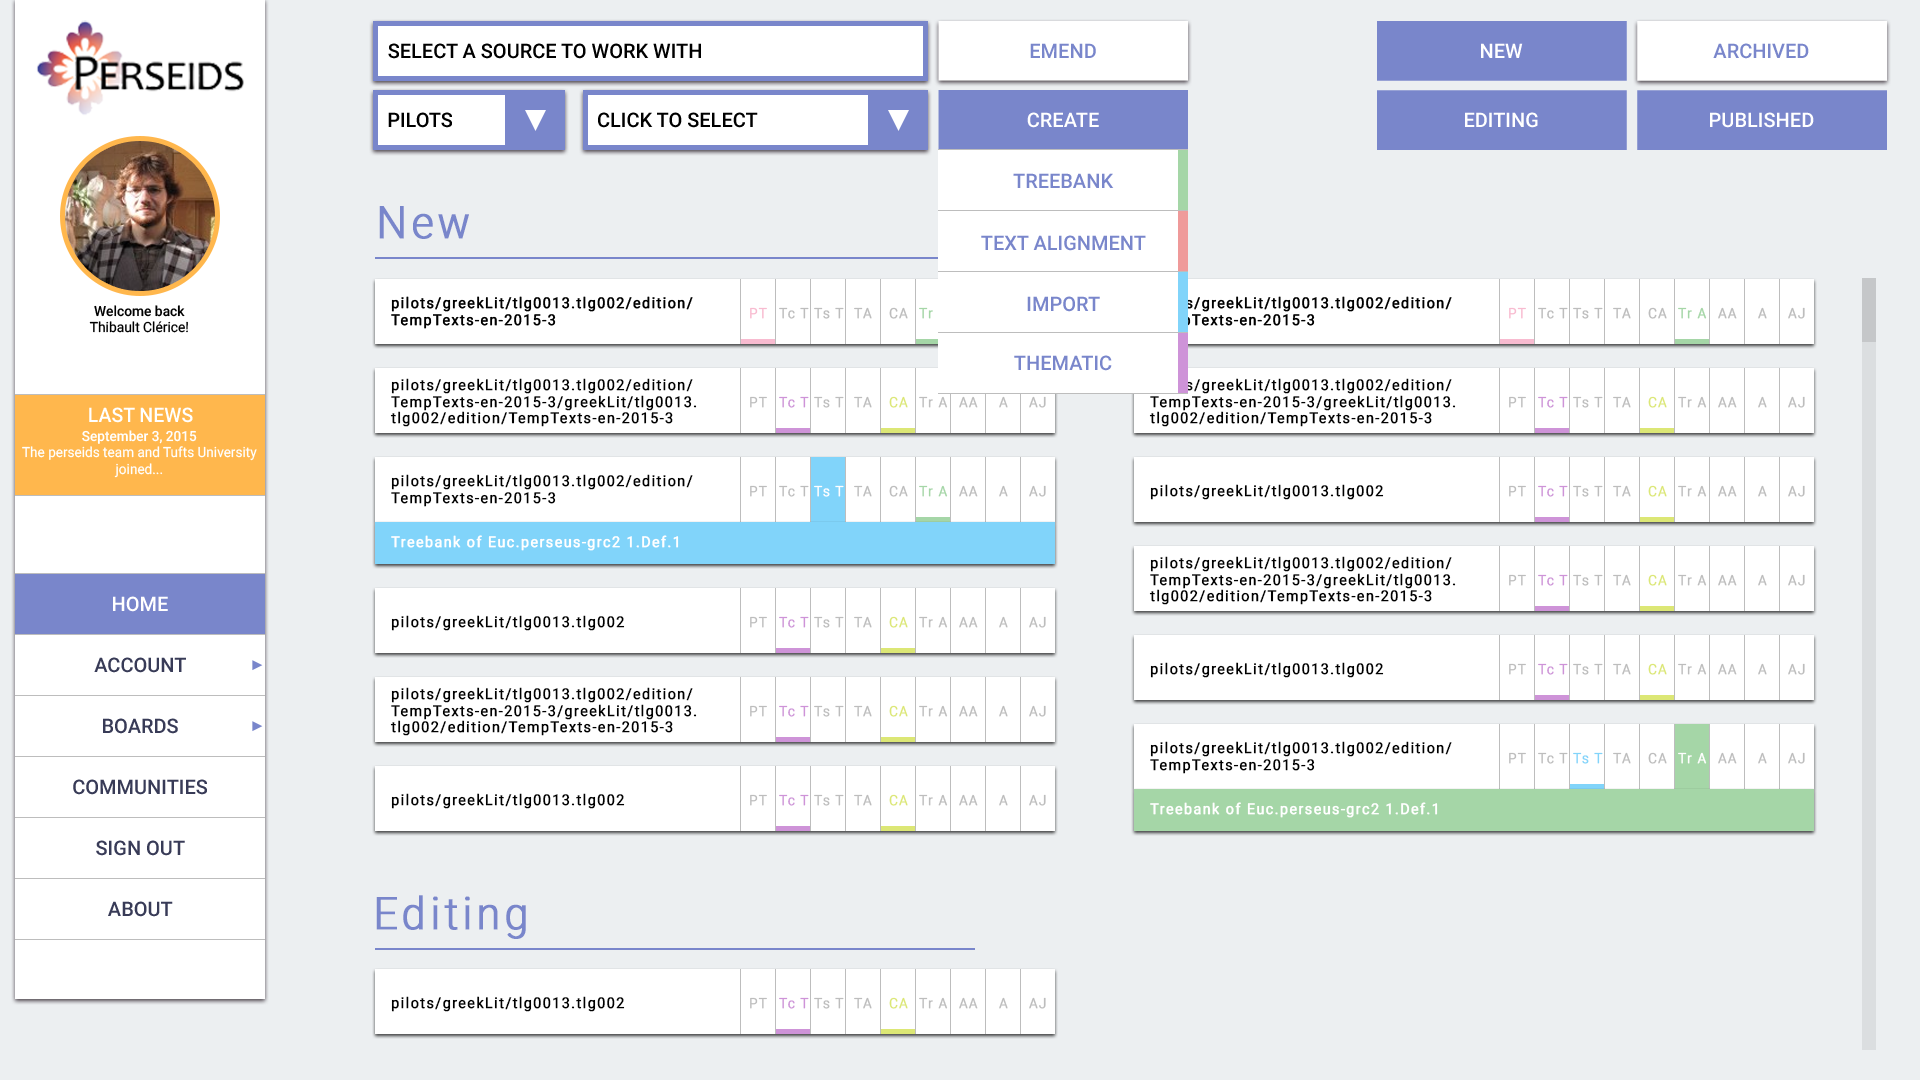 PERSEIDS
Welcome back
Thibault Clérice!
LAST NEWS
September 3, 2015
The perseids team and Tufts University
joined...
HOME
ACCOUNT
BOARDS
COMMUNITIES
SIGN OUT
ABOUT
SELECT A SOURCE TO WORK WITH
EMEND
NEW
ARCHIVED
PILOTS
CLICK TO SELECT
CREATE
EDITING
PUBLISHED
TREEBANK
TEXT ALIGNMENT
IMPORT
THEMATIC
New
pilots/greekLit/tlg0013.tlg002/edition/
TempTexts-en-2015-3
PT Tc T Ts T TA CA Tr
pilots/greekLit/tlg0013.tlg002/edition/
TempTexts-en-2015-3/greekLit/tlg0013.
tlg002/edition/TempTexts-en-2015-3
PT Tc T Ts T TA CA Tr A AA A AJ
pilots/greekLit/tlg0013.tlg002/edition/
TempTexts-en-2015-3
PT Tc T Ts T TA CA Tr A AA A AJ
Treebank of Euc.perseus-grc2 1.Def.1
pilots/greekLit/tlg0013.tlg002
PT Tc T Ts T TA CA Tr A AA A AJ
pilots/greekLit/tlg0013.tlg002/edition/
TempTexts-en-2015-3/greekLit/tlg0013.
tlg002/edition/TempTexts-en-2015-3
PT Tc T Ts T TA CA Tr A AA A AJ
pilots/greekLit/tlg0013.tlg002
PT Tc T Ts T TA CA Tr A AA A AJ
s/greekLit/tlg0013.tlg002/edition/
pTexts-en-2015-3
PT Tc T Ts T TA CA Tr A AA A AJ
s/greekLit/tlg0013.tlg002/edition/
TempTexts-en-2015-3/greekLit/tlg0013.
tlg002/edition/TempTexts-en-2015-3
PT Tc T Ts T TA CA Tr A AA A AJ
pilots/greekLit/tlg0013.tlg002
PT Tc T Ts T TA CA Tr A AA A AJ
pilots/greekLit/tlg0013.tlg002/edition/
TempTexts-en-2015-3/greekLit/tlg0013.
tlg002/edition/TempTexts-en-2015-3
PT Tc T Ts T TA CA Tr A AA A AJ
pilots/greekLit/tlg0013.tlg002
PT Tc T Ts T TA CA Tr A AA A AJ
pilots/greekLit/tlg0013.tlg002/edition/
TempTexts-en-2015-3
PT Tc T Ts T TA CA Tr A AA A AJ
Treebank of Euc.perseus-grc2 1.Def.1
Editing
pilots/greekLit/tlg0013.tlg002
PT Tc T Ts T TA CA Tr A AA A AJ